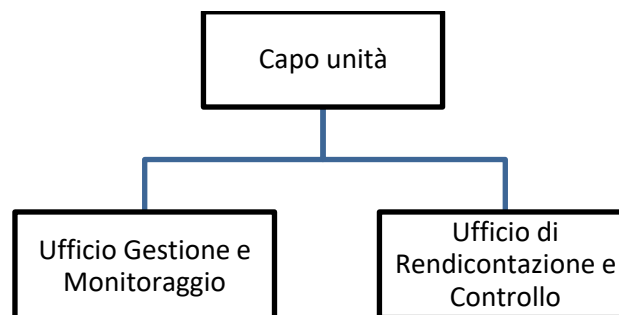 Capo unità
Ufficio Gestione e
Monitoraggio
Ufficio di
Rendicontazione e
Controllo